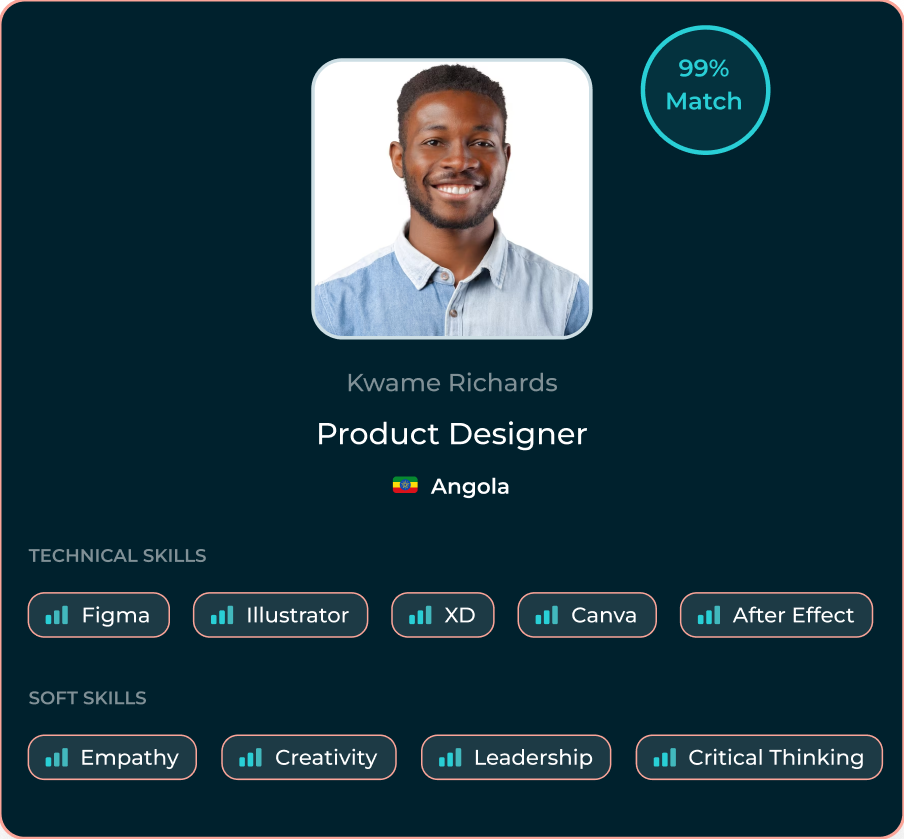 99%
Match
Kwame Richards
Product Designer
Angola
TECHNICAL SKILLS
Figma Illustrator XD Canva After Effect
SOFT SKILLS
Empathy Creativity Leadership Critical Thinking